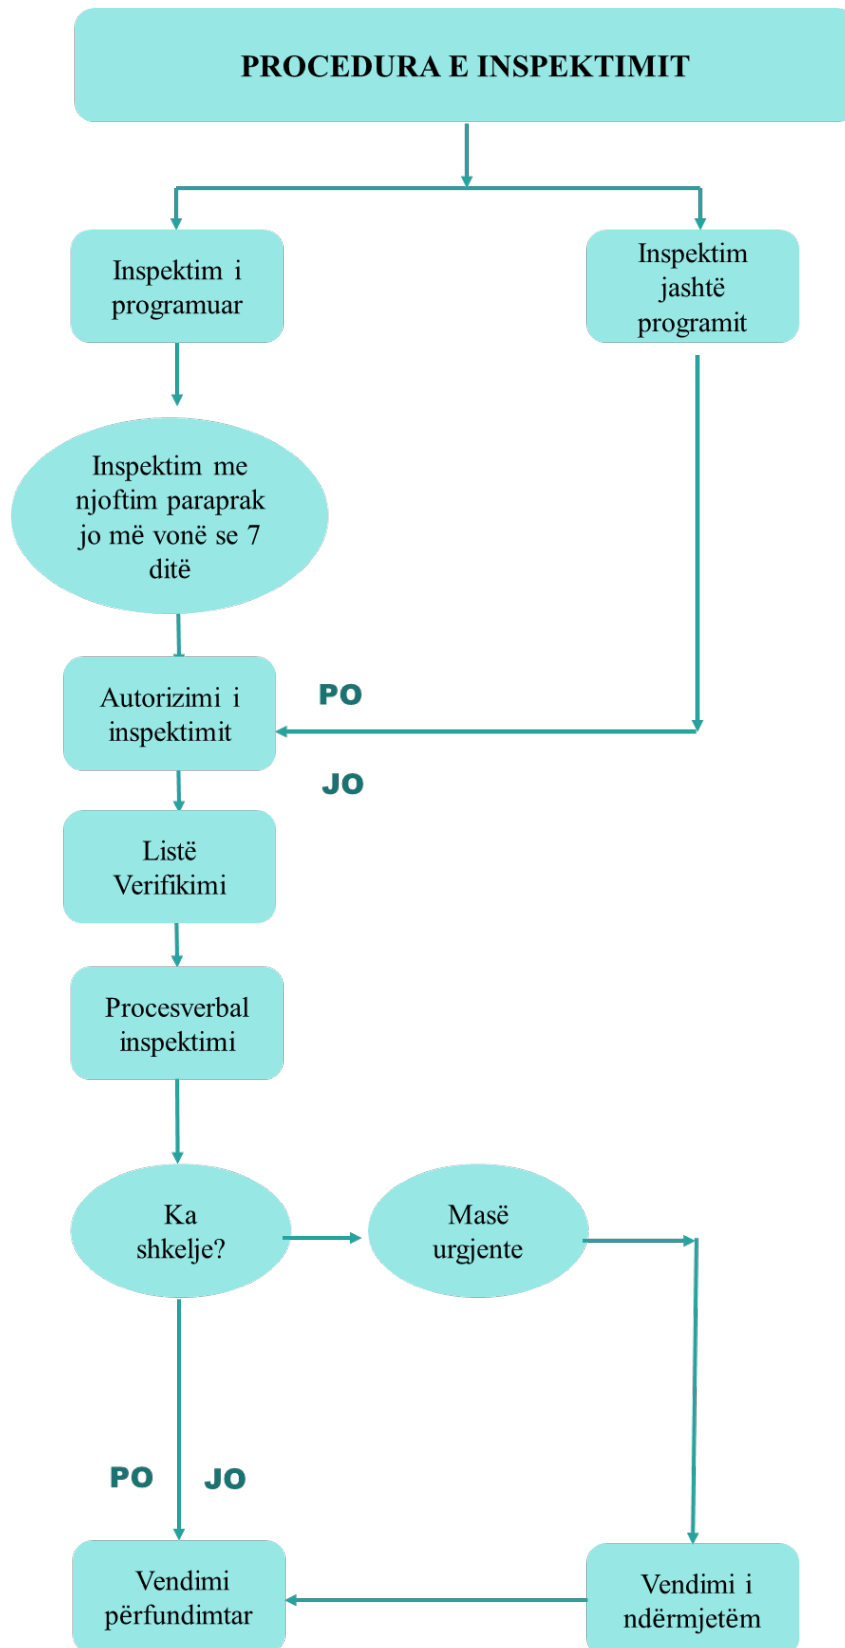 PROCEDURA E INSPEKTIMIT
Inspektim i
programuar
Inspektim
jashtë
programit
Inspektim me
njoftim paraprak
jo më vonë se 7
ditë
Autorizimi i
inspektimit
PO
JO
Listë
Verifikimi
Procesverbal
inspektimi
Ka
shkelje?
Masë
urgjente
PO JO
Vendimi
përfundimtar
Vendimi i
ndërmjetëm